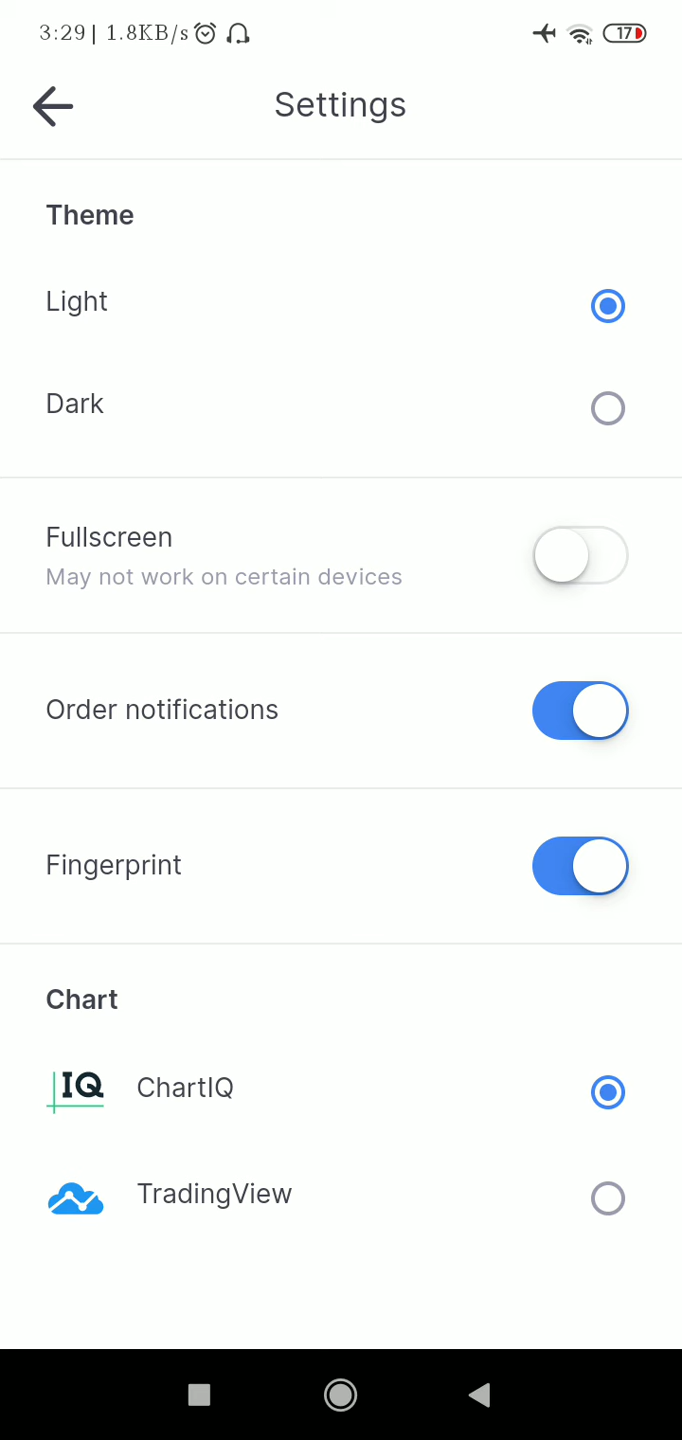 3:29 | 1.8KB/s 17
Settings
Theme
Light
Dark
Fullscreen
May not work on certain devices
Order notifications
Fingerprint
Chart
IQ ChartIQ
TradingView